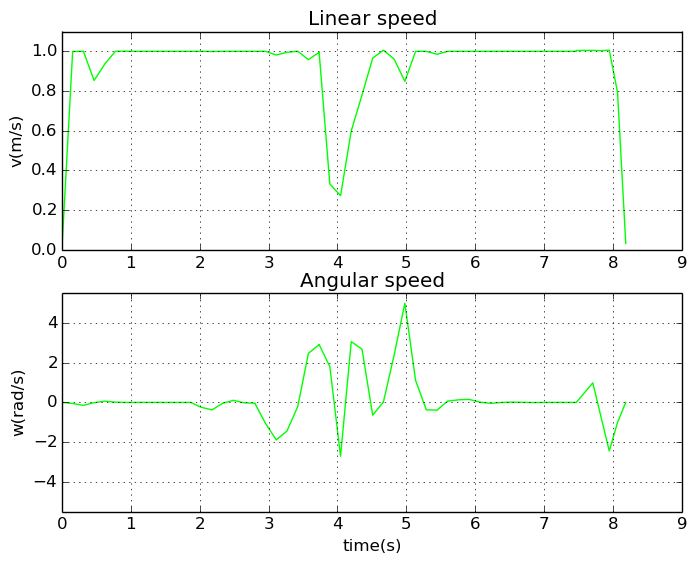 Linear speed
v(m/s)
1.0
0.8
0.6
0.4
0.2
0.0
0 1 2 3 4 5 6 7 8 9
Angular speed
w(rad/s)
4
2
0
−2
−4
0 1 2 3 4 5 6 7 8 9
time(s)